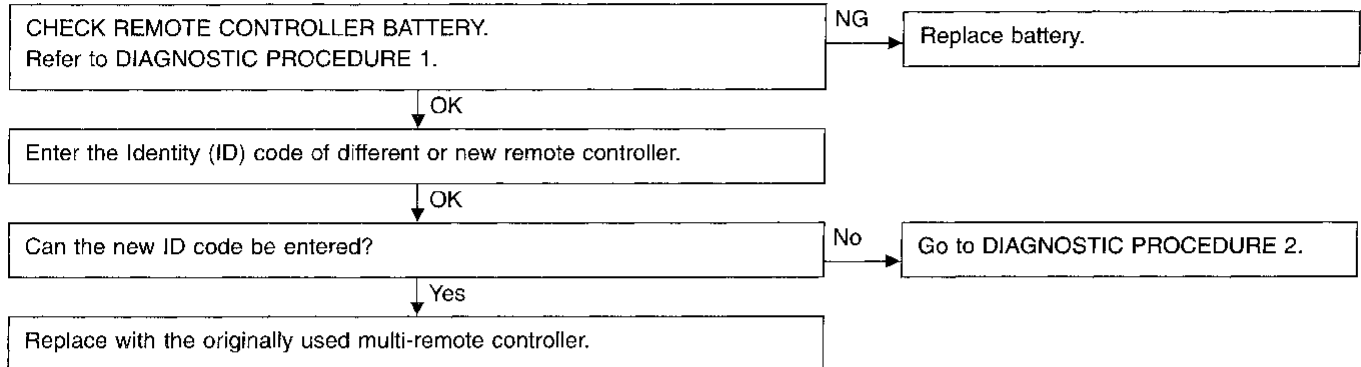 CHECK REMOTE CONTROLLER BATTERY.
Refer to DIAGNOSTIC PROCEDURE 1.
NG
Replace battery.
OK
Enter the Identity (ID) code of different or new remote controller.
OK
Can the new ID code be entered?
No
Go to DIAGNOSTIC PROCEDURE 2.
Yes
Replace with the originally used multi-remote controller.